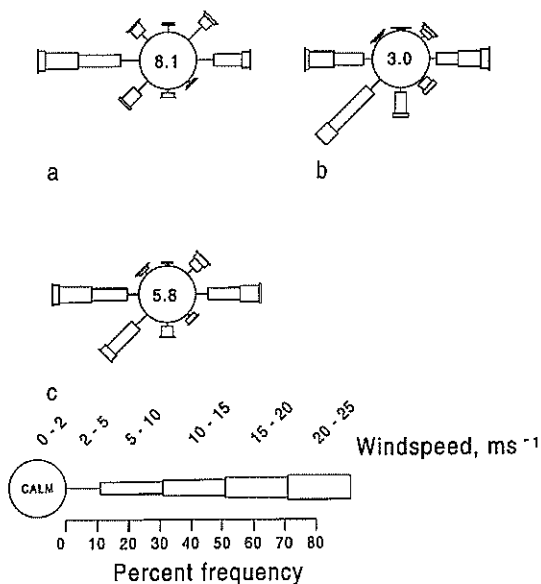 8.1
3.0
a
b
5.8
c
0 - 2
2 - 5
5 - 10
10 - 15
15 - 20
20 - 25
Windspeed, ms⁻¹
CALM
0 10 20 30 40 50 60 70 80
Percent frequency